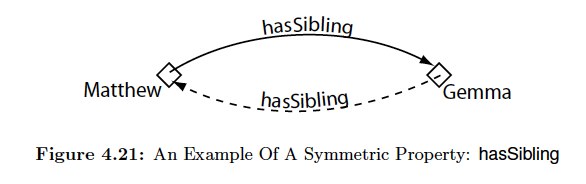 hasSibling
Matthew
Gemma
hasSibling
Figure 4.21: An Example Of A Symmetric Property: hasSibling